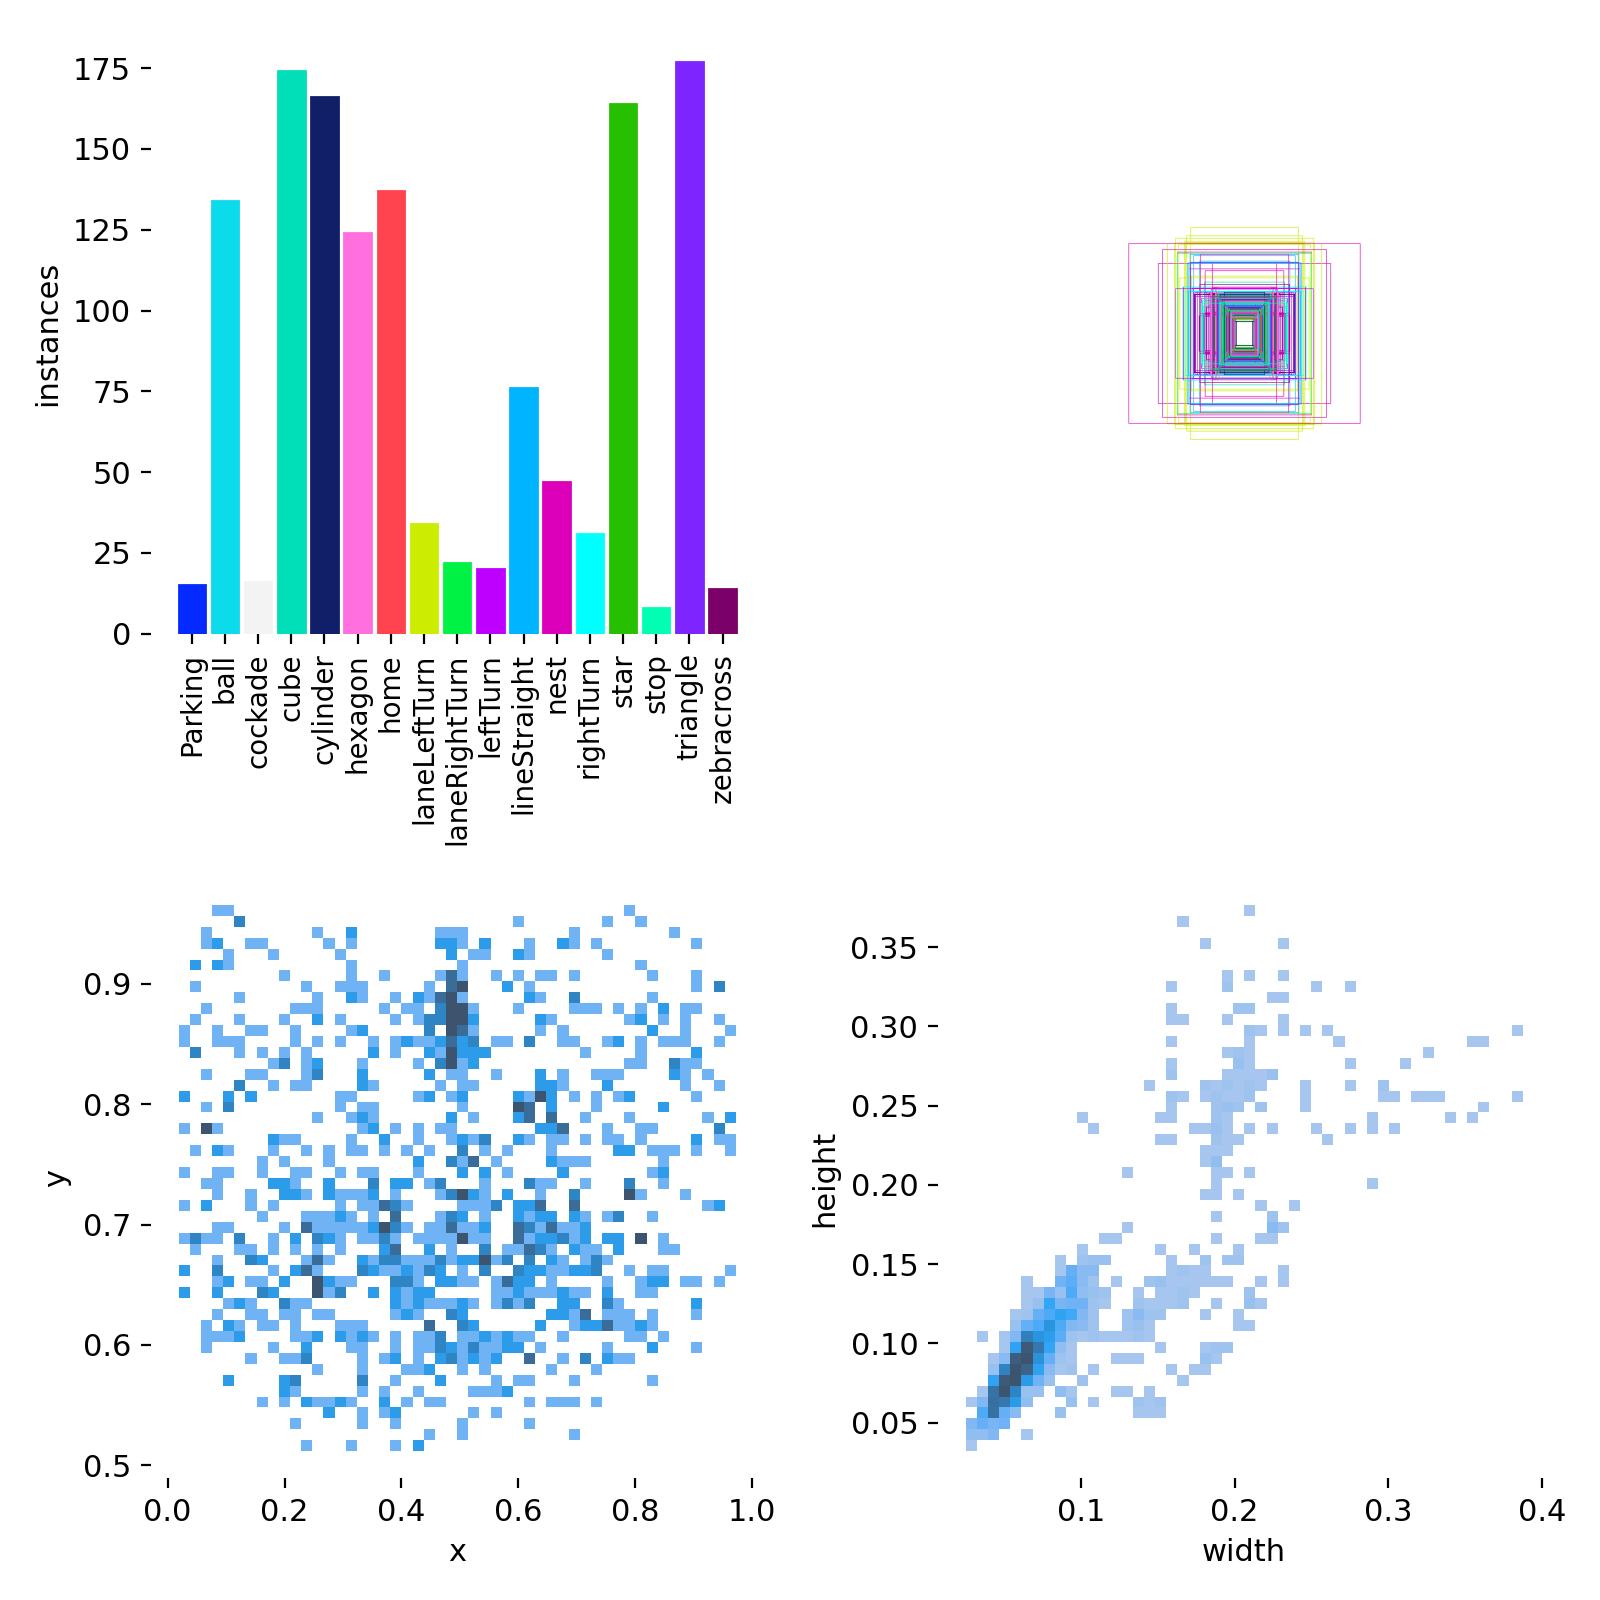 instances
175
150
125
100
75
50
25
0
Parking
ball
cockade
cube
cylinder
hexagon
home
laneLeftTurn
laneRightTurn
leftTurn
lineStraight
nest
rightTurn
star
stop
triangle
zebracross
y
0.9
0.8
0.7
0.6
0.5
0.0 0.2 0.4 0.6 0.8 1.0
x
height
0.35
0.30
0.25
0.20
0.15
0.10
0.05
0.1 0.2 0.3 0.4
width